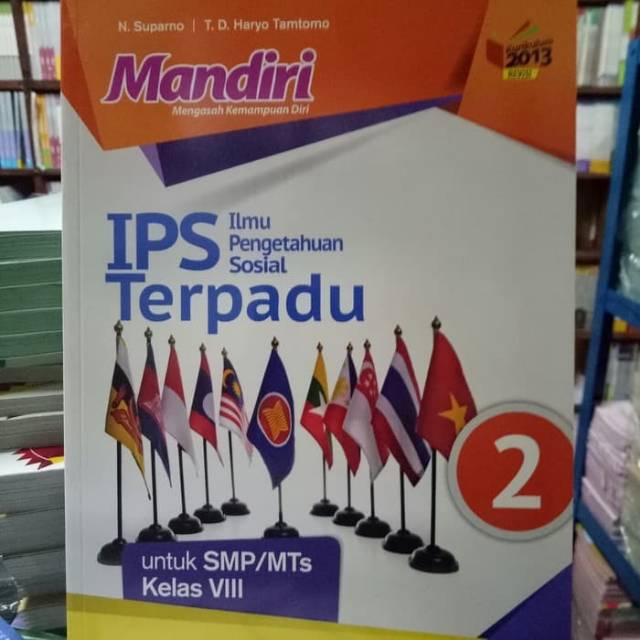 N. Suparno | T. D. Haryo Tamtomo
Kurikulum
2013
REVISI
Mandiri
Mengasah Kemampuan Diri
IPS
Ilmu
Pengetahuan
Sosial
Terpadu
2
untuk SMP/MTs
Kelas VIII